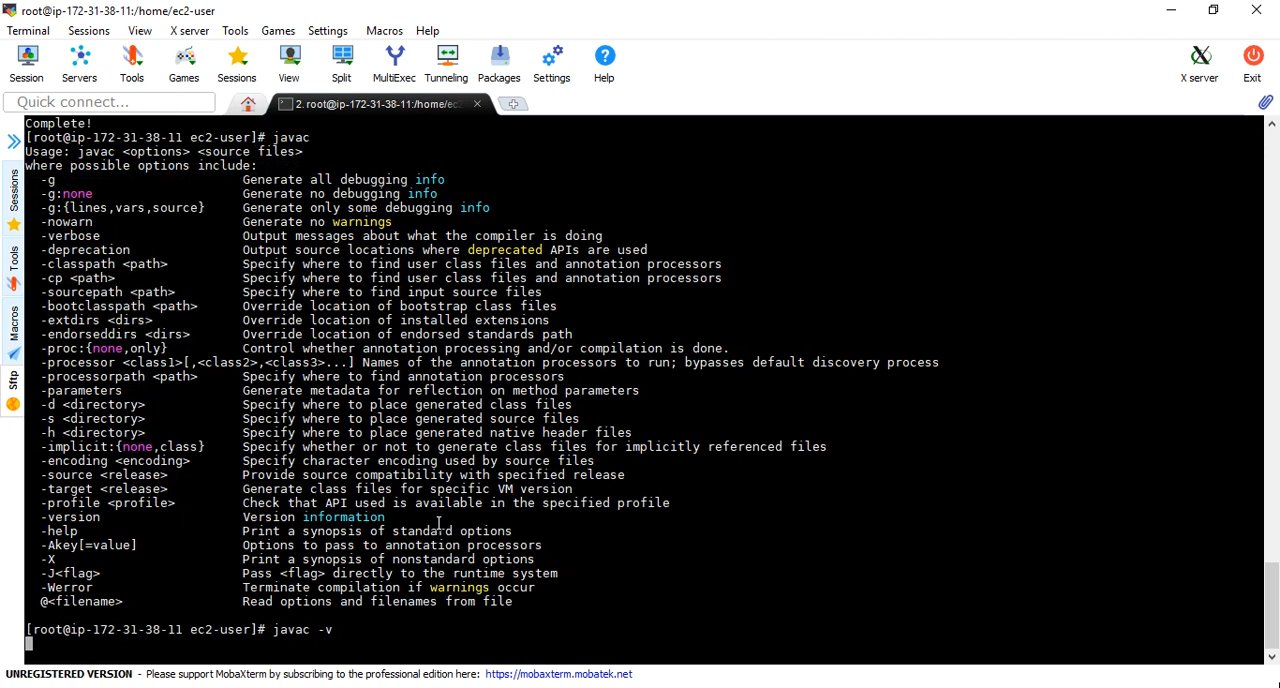 root@ip-172-31-38-11:/home/ec2-user
Terminal Sessions View X server Tools Games Settings Macros Help
Session Servers Tools Games Sessions View Split MultiExec Tunneling Packages Settings Help X server Exit
Quick connect... 2. root@ip-172-31-38-11:/home/ec2
Sessions
Tools
Macros
Sftp
Complete!
[root@ip-172-31-38-11 ec2-user]# javac
Usage: javac <options> <source files>
where possible options include:
-g Generate all debugging info
-g:none Generate no debugging info
-g:{lines,vars,source} Generate only some debugging info
-nowarn Generate no warnings
-verbose Output messages about what the compiler is doing
-deprecation Output source locations where deprecated APIs are used
-classpath <path> Specify where to find user class files and annotation processors
-cp <path> Specify where to find user class files and annotation processors
-sourcepath <path> Specify where to find input source files
-bootclasspath <path> Override location of bootstrap class files
-extdirs <dirs> Override location of installed extensions
-endorseddirs <dirs> Override location of endorsed standards path
-proc:{none,only} Control whether annotation processing and/or compilation is done.
-processor <class1>[,<class2>,<class3>...] Names of the annotation processors to run; bypasses default discovery process
-processorpath <path> Specify where to find annotation processors
-parameters Generate metadata for reflection on method parameters
-d <directory> Specify where to place generated class files
-s <directory> Specify where to place generated source files
-h <directory> Specify where to place generated native header files
-implicit:{none,class} Specify whether or not to generate class files for implicitly referenced files
-encoding <encoding> Specify character encoding used by source files
-source <release> Provide source compatibility with specified release
-target <release> Generate class files for specific VM version
-profile <profile> Check that API used is available in the specified profile
-version Version information
-help Print a synopsis of standard options
-Akey[=value] Options to pass to annotation processors
-X Print a synopsis of nonstandard options
-J<flag> Pass <flag> directly to the runtime system
-Werror Terminate compilation if warnings occur
@<filename> Read options and filenames from file
[root@ip-172-31-38-11 ec2-user]# javac -v
UNREGISTERED VERSION - Please support MobaXterm by subscribing to the professional edition here: https://mobaxterm.mobatek.net